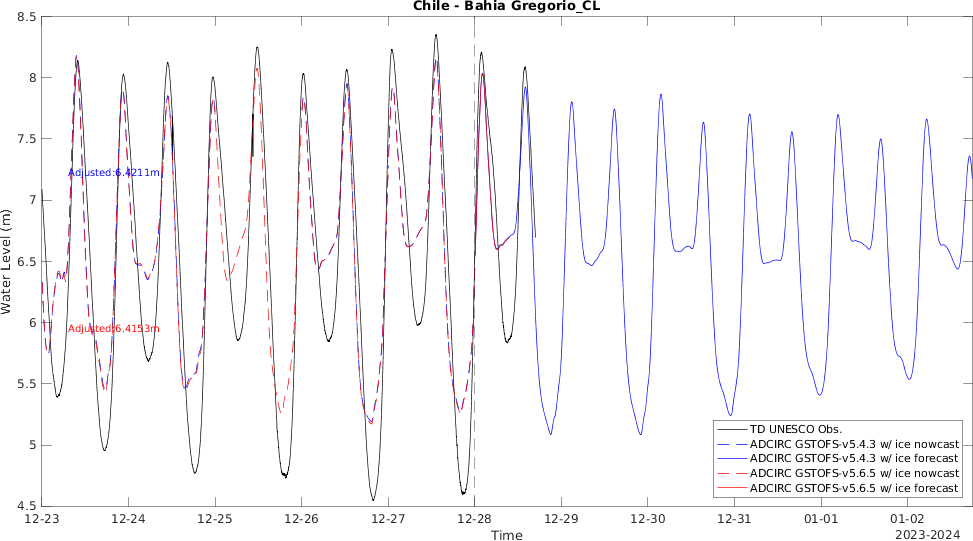 Chile - Bahia Gregorio_CL
8.5
8
7.5
7
6.5
6
5.5
5
4.5
Water Level (m)
Adjusted:6.4211m
Adjusted:6.4153m
TD UNESCO Obs.
ADCIRC GSTOFS-v5.4.3 w/ ice nowcast
ADCIRC GSTOFS-v5.4.3 w/ ice forecast
ADCIRC GSTOFS-v5.6.5 w/ ice nowcast
ADCIRC GSTOFS-v5.6.5 w/ ice forecast
12-23 12-24 12-25 12-26 12-27 12-28 12-29 12-30 12-31 01-01 01-02
Time
2023-2024